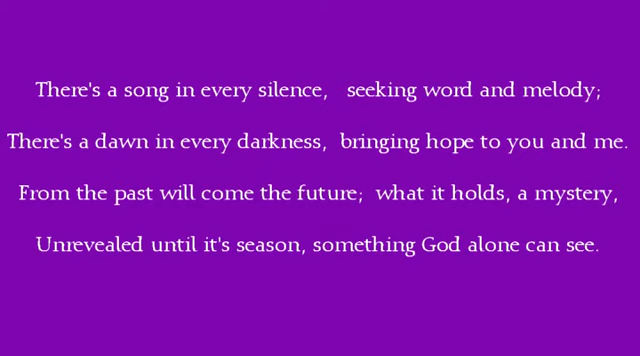 There's a song in every silence, seeking word and melody;
There's a dawn in every darkness, bringing hope to you and me.
From the past will come the future; what it holds, a mystery,
Unrevealed until it's season, something God alone can see.